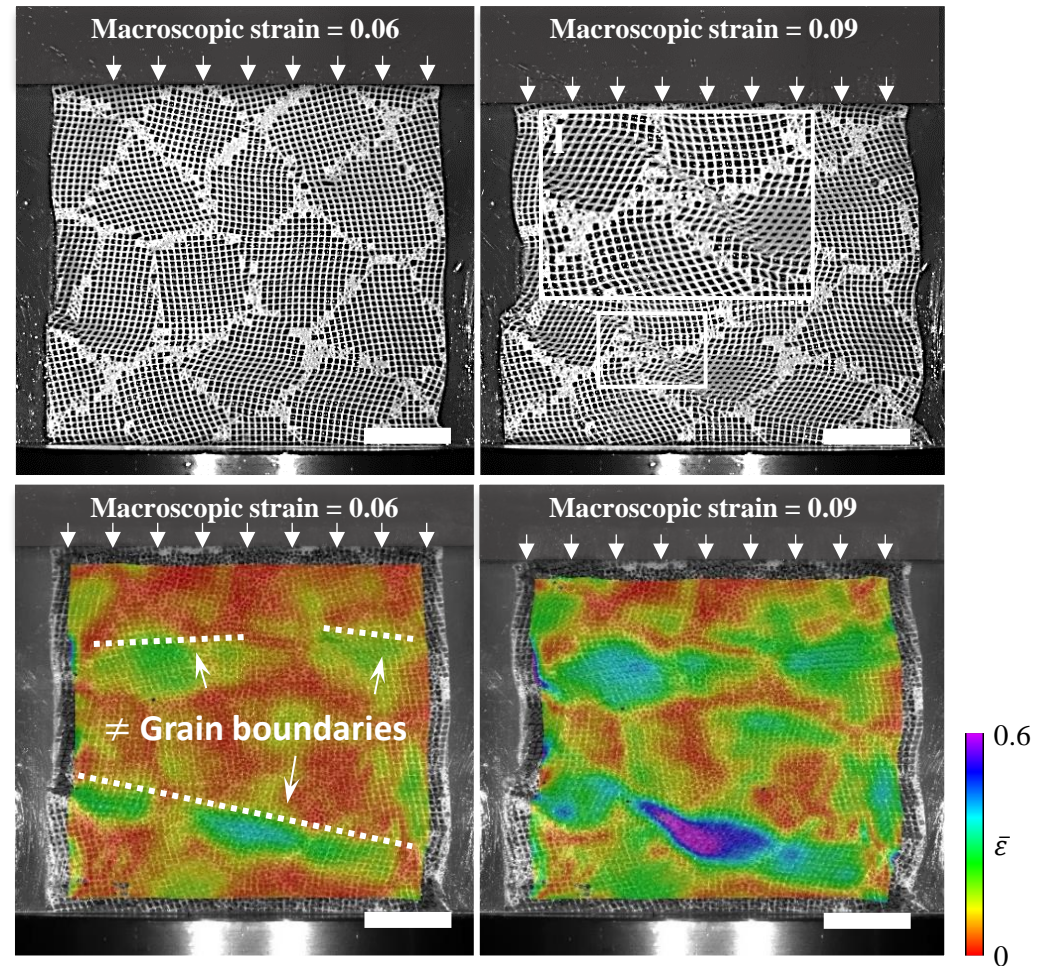 Macroscopic strain = 0.06
Macroscopic strain = 0.09
I
Macroscopic strain = 0.06
Macroscopic strain = 0.09
≠ Grain boundaries
0.6
ε̄
0